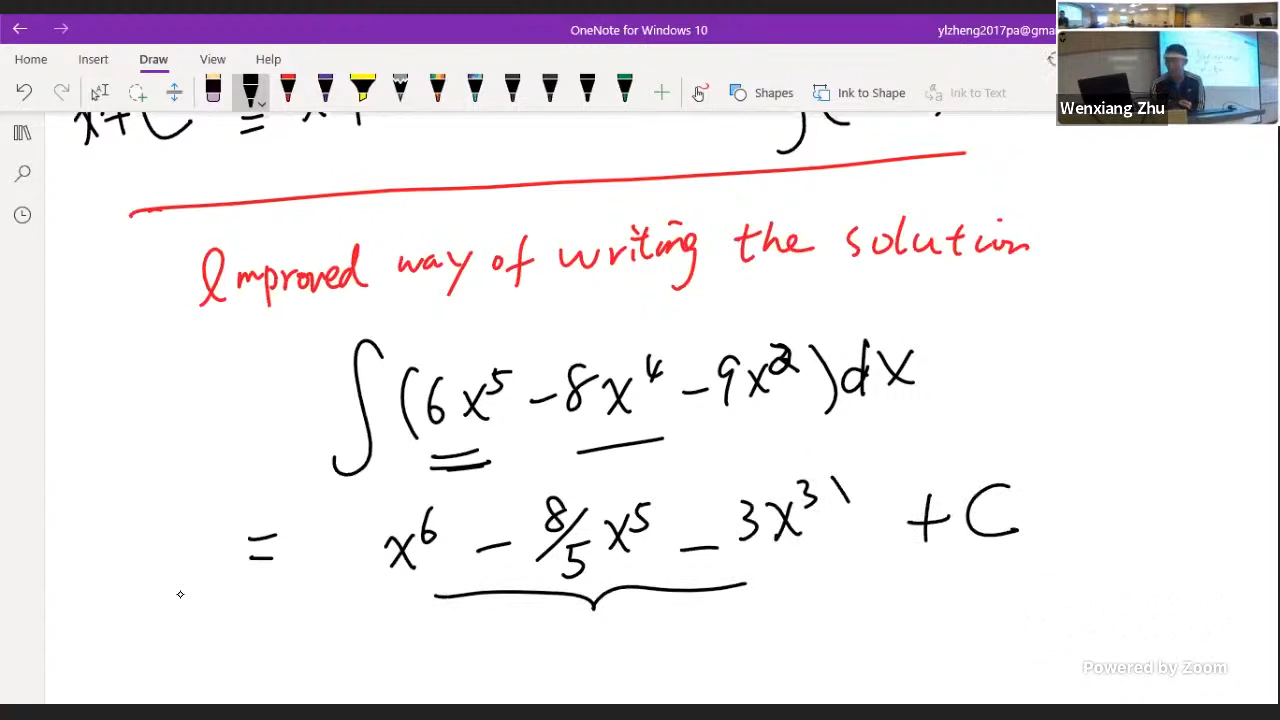 OneNote for Windows 10
ylzheng2017pa@gma
Home Insert Draw View Help
Shapes Ink to Shape Ink to Text
Wenxiang Zhu
x+C =
Improved way of writing the solution
∫(6x⁵ - 8x⁴ - 9x²)dx
= x⁶ - 8/5 x⁵ - 3x³ + C
Powered by Zoom